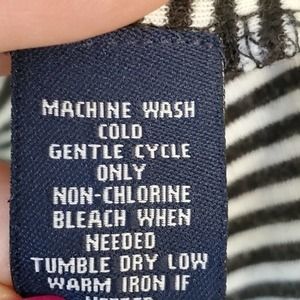 MACHINE WASH
COLD
GENTLE CYCLE
ONLY
NON-CHLORINE
BLEACH WHEN
NEEDED
TUMBLE DRY LOW
WARM IRON IF